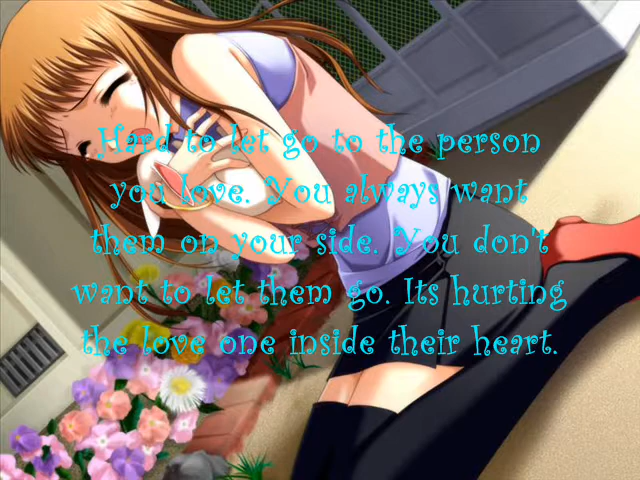 Hard to let go to the person
you love. You always want
them on your side. You don't
want to let them go. Its hurting
the love one inside their heart.